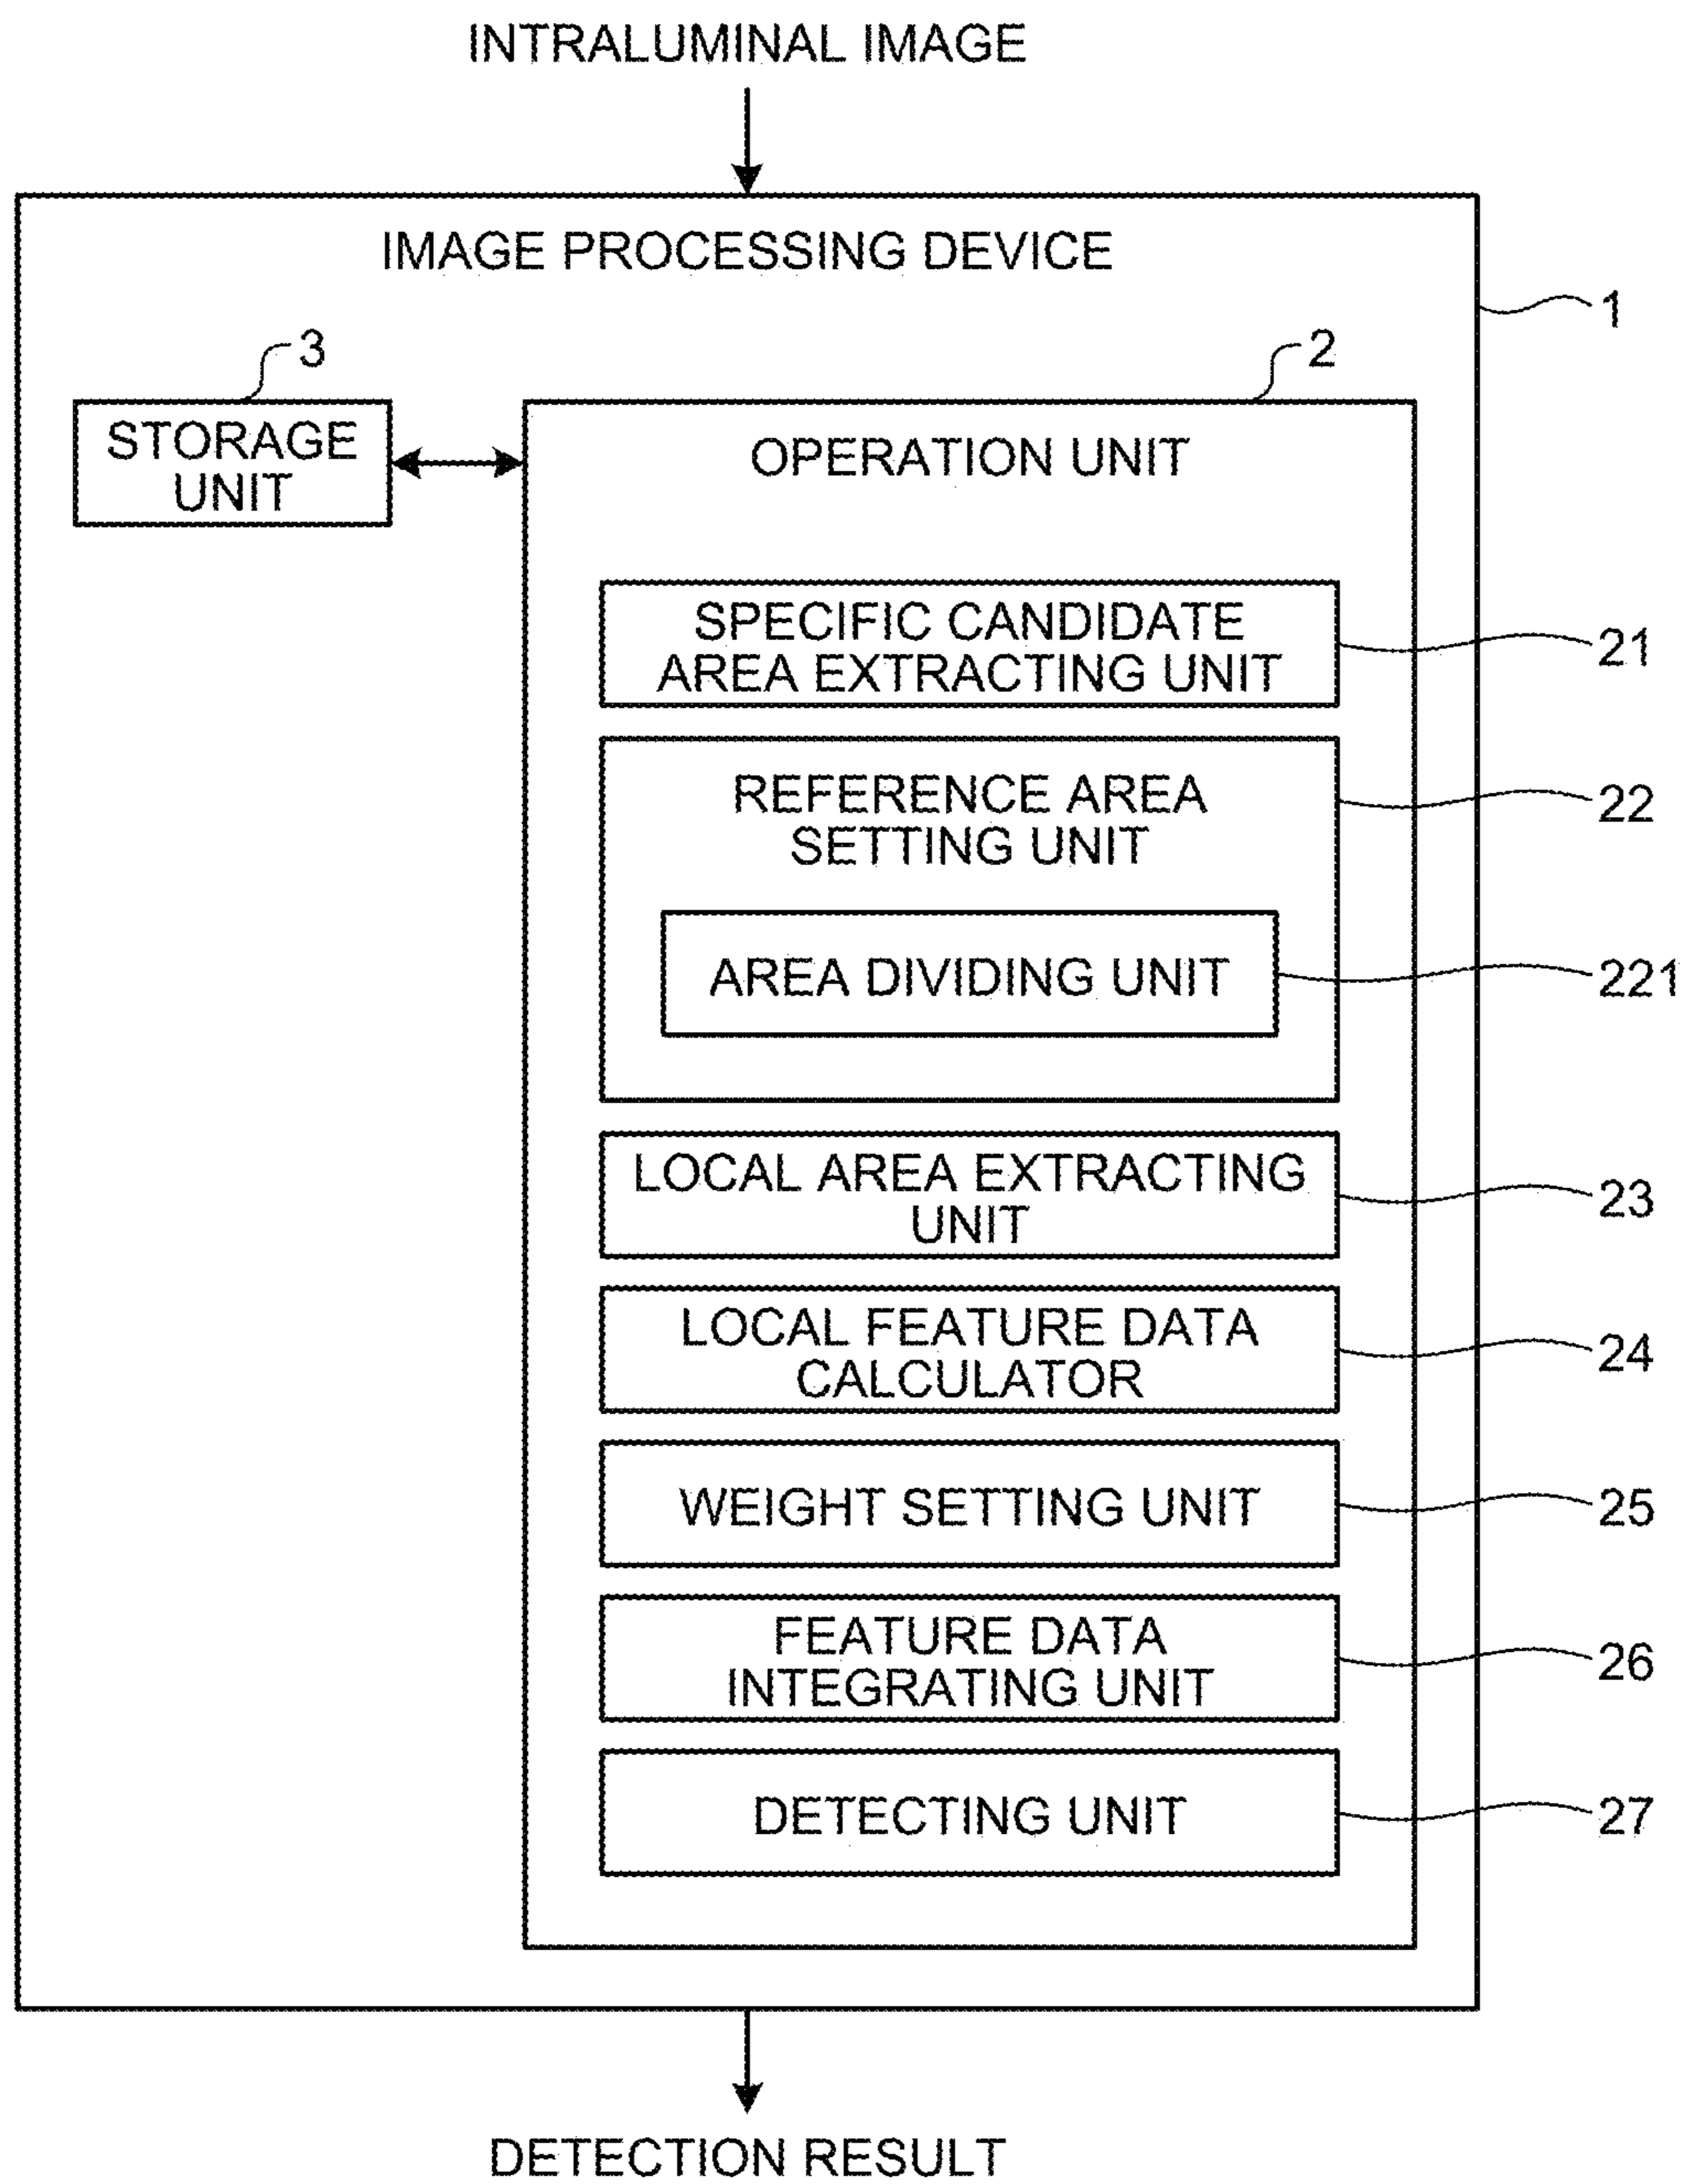 INTRALUMINAL IMAGE
IMAGE PROCESSING DEVICE
1
3
2
STORAGE
UNIT
OPERATION UNIT
SPECIFIC CANDIDATE
AREA EXTRACTING UNIT
21
REFERENCE AREA
SETTING UNIT
22
AREA DIVIDING UNIT
221
LOCAL AREA EXTRACTING
UNIT
23
LOCAL FEATURE DATA
CALCULATOR
24
WEIGHT SETTING UNIT
25
FEATURE DATA
INTEGRATING UNIT
26
DETECTING UNIT
27
DETECTION RESULT